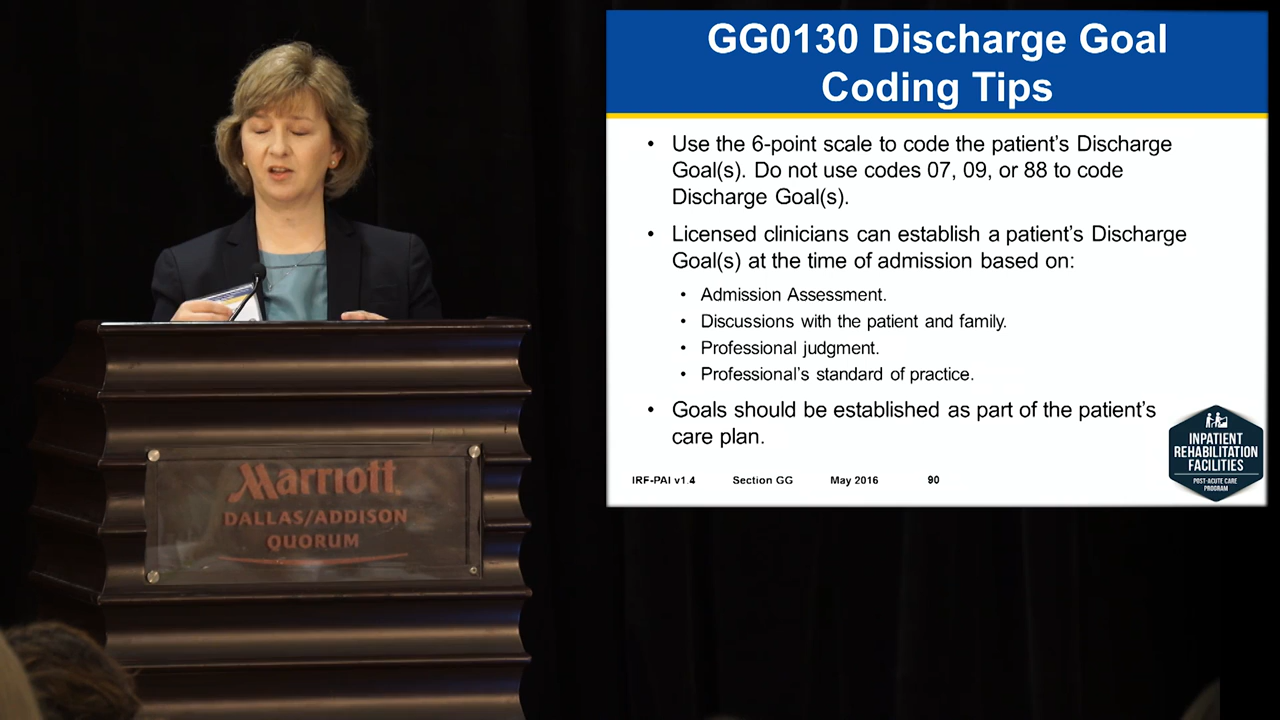 GG0130 Discharge Goal
Coding Tips
• Use the 6-point scale to code the patient’s Discharge
Goal(s). Do not use codes 07, 09, or 88 to code
Discharge Goal(s).
• Licensed clinicians can establish a patient’s Discharge
Goal(s) at the time of admission based on:
• Admission Assessment.
• Discussions with the patient and family.
• Professional judgment.
• Professional’s standard of practice.
• Goals should be established as part of the patient’s
care plan.
INPATIENT
REHABILITATION
FACILITIES
POST-ACUTE CARE
PROGRAM
IRF-PAI v1.4 Section GG May 2016 90
Marriott
DALLAS/ADDISON
QUORUM